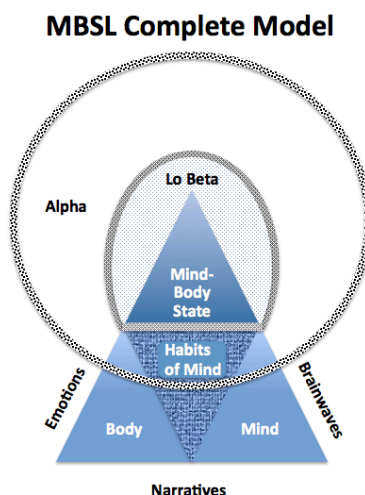 MBSL Complete Model
Lo Beta
Alpha
Mind-
Body
State
Habits
of Mind
Emotions
Brainwaves
Body
Mind
Narratives